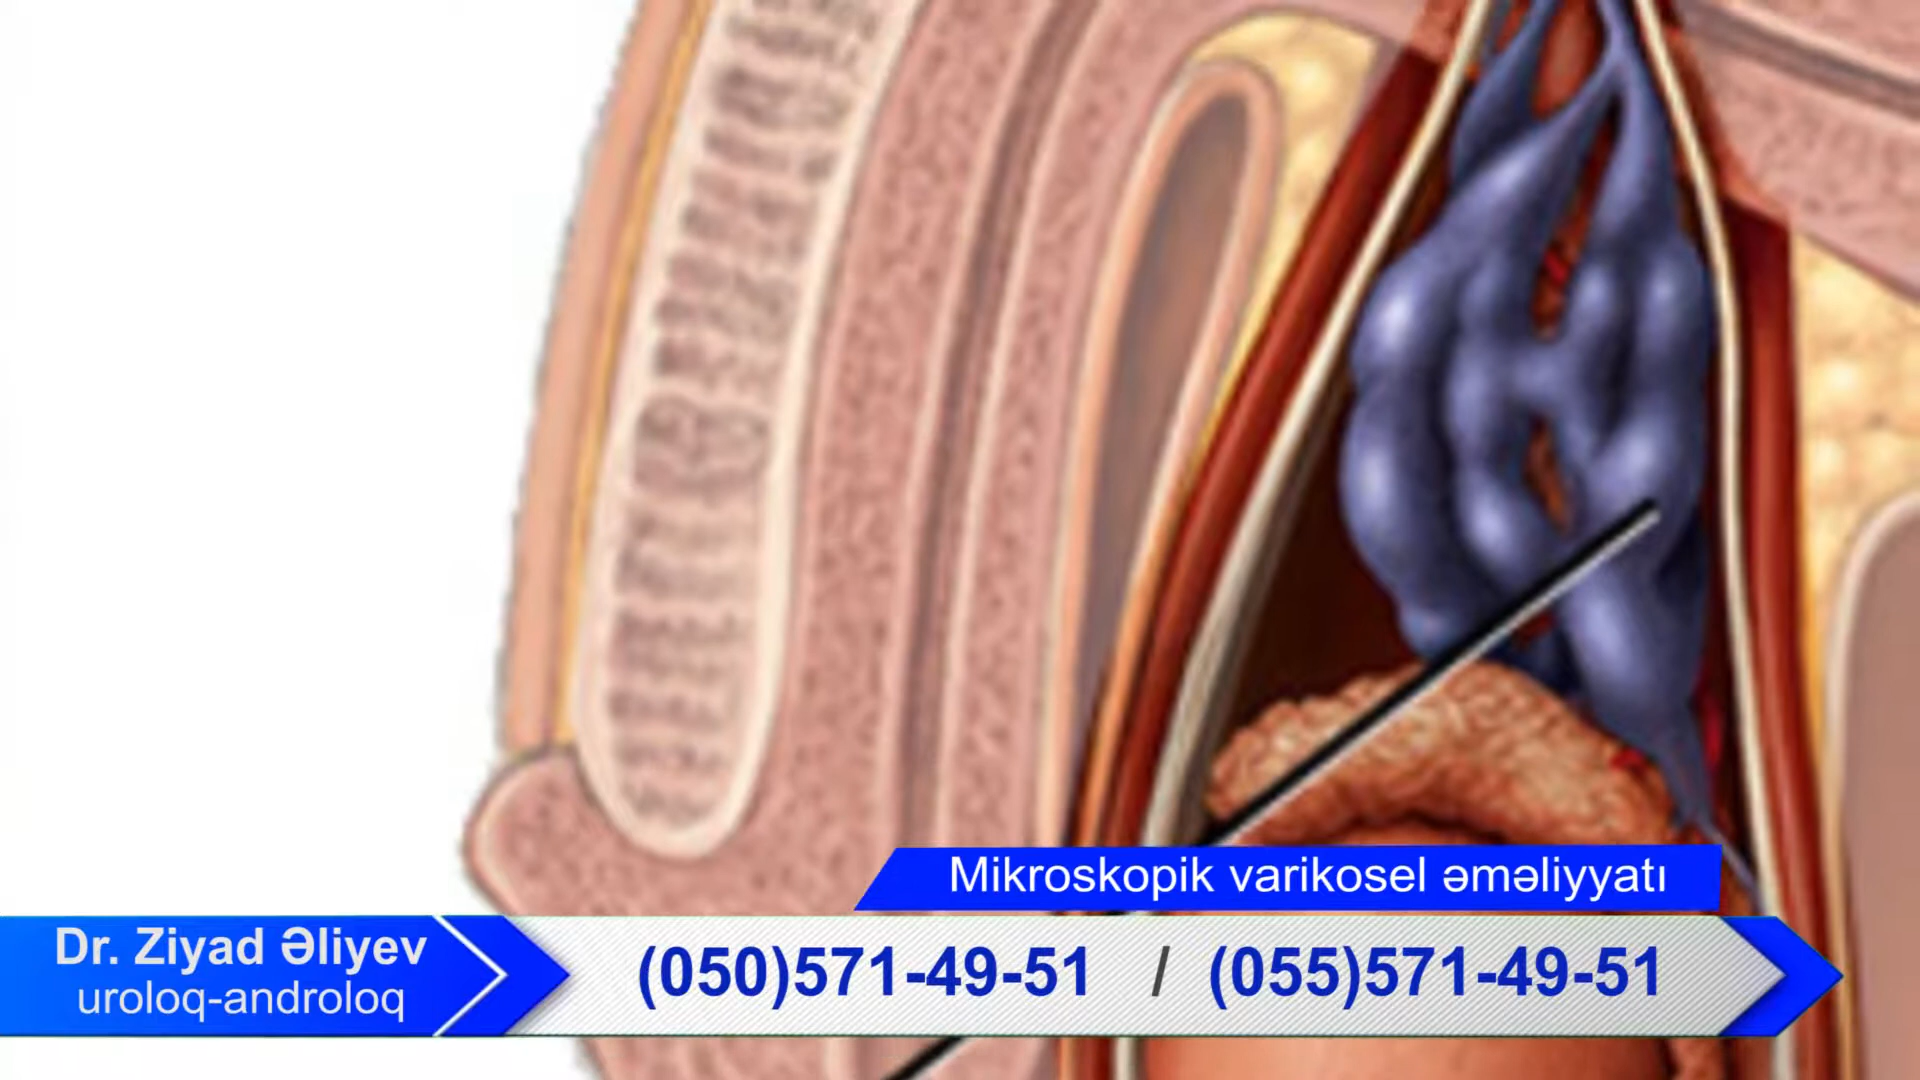 Mikroskopik varikosel əməliyyatı
Dr. Ziyad Əliyev
uroloq-androloq
(050)571-49-51 / (055)571-49-51